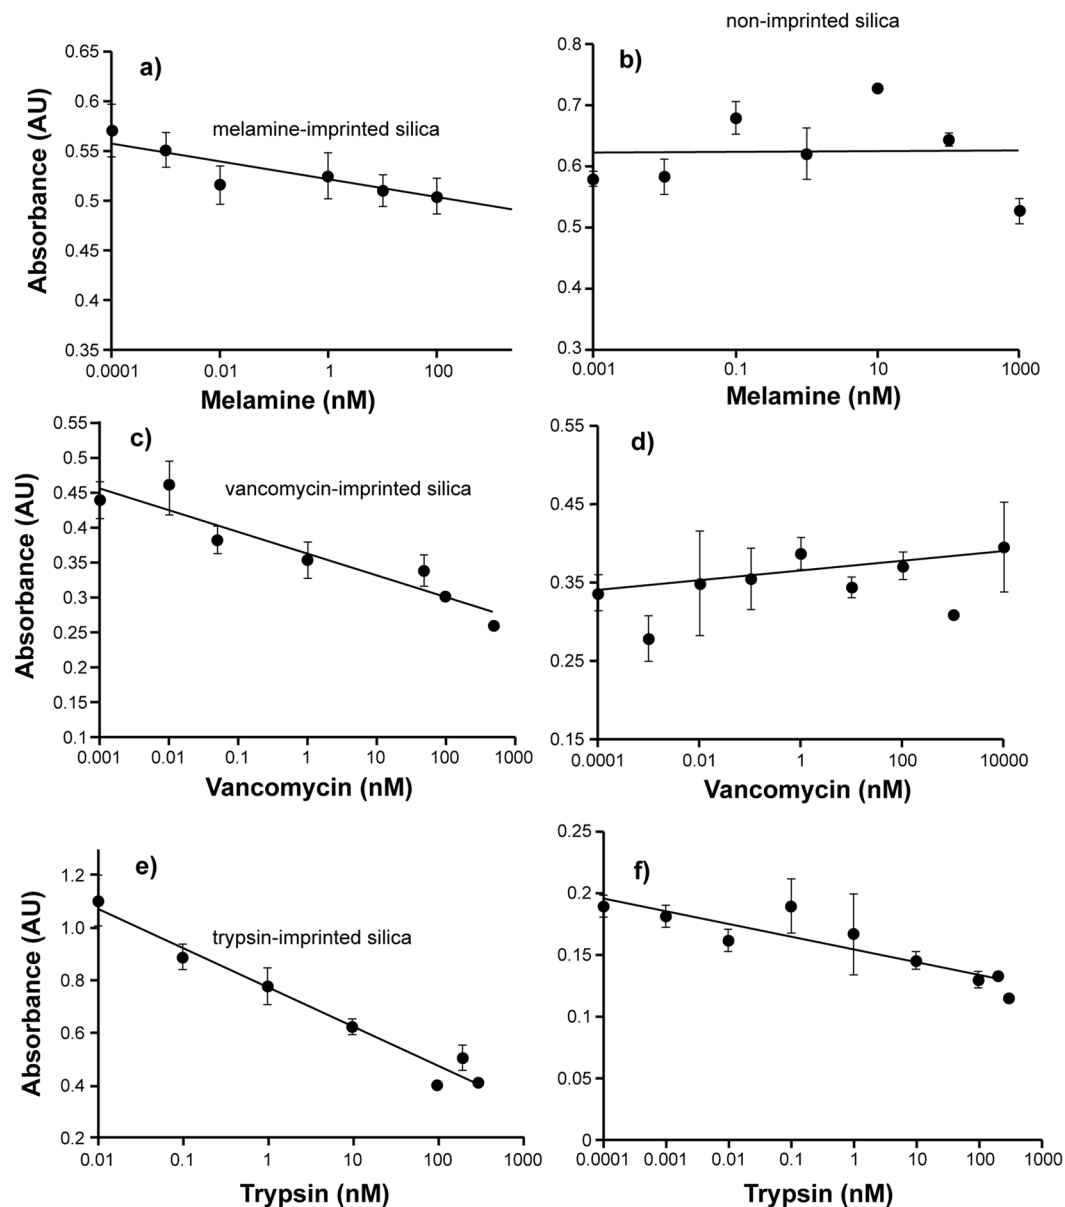 non-imprinted silica
a)
melamine-imprinted silica
Absorbance (AU)
0.65
0.6
0.55
0.5
0.45
0.4
0.35
0.0001 0.01 1 100
Melamine (nM)
b)
0.8
0.7
0.6
0.5
0.4
0.3
0.001 0.1 10 1000
Melamine (nM)
c)
vancomycin-imprinted silica
Absorbance (AU)
0.55
0.5
0.45
0.4
0.35
0.3
0.25
0.2
0.15
0.1
0.001 0.01 0.1 1 10 100 1000
Vancomycin (nM)
d)
0.55
0.45
0.35
0.25
0.15
0.0001 0.01 1 100 10000
Vancomycin (nM)
e)
trypsin-imprinted silica
Absorbance (AU)
1.2
1.0
0.8
0.6
0.4
0.2
0.01 0.1 1 10 100 1000
Trypsin (nM)
f)
0.25
0.2
0.15
0.1
0.05
0
0.0001 0.001 0.01 0.1 1 10 100 1000
Trypsin (nM)